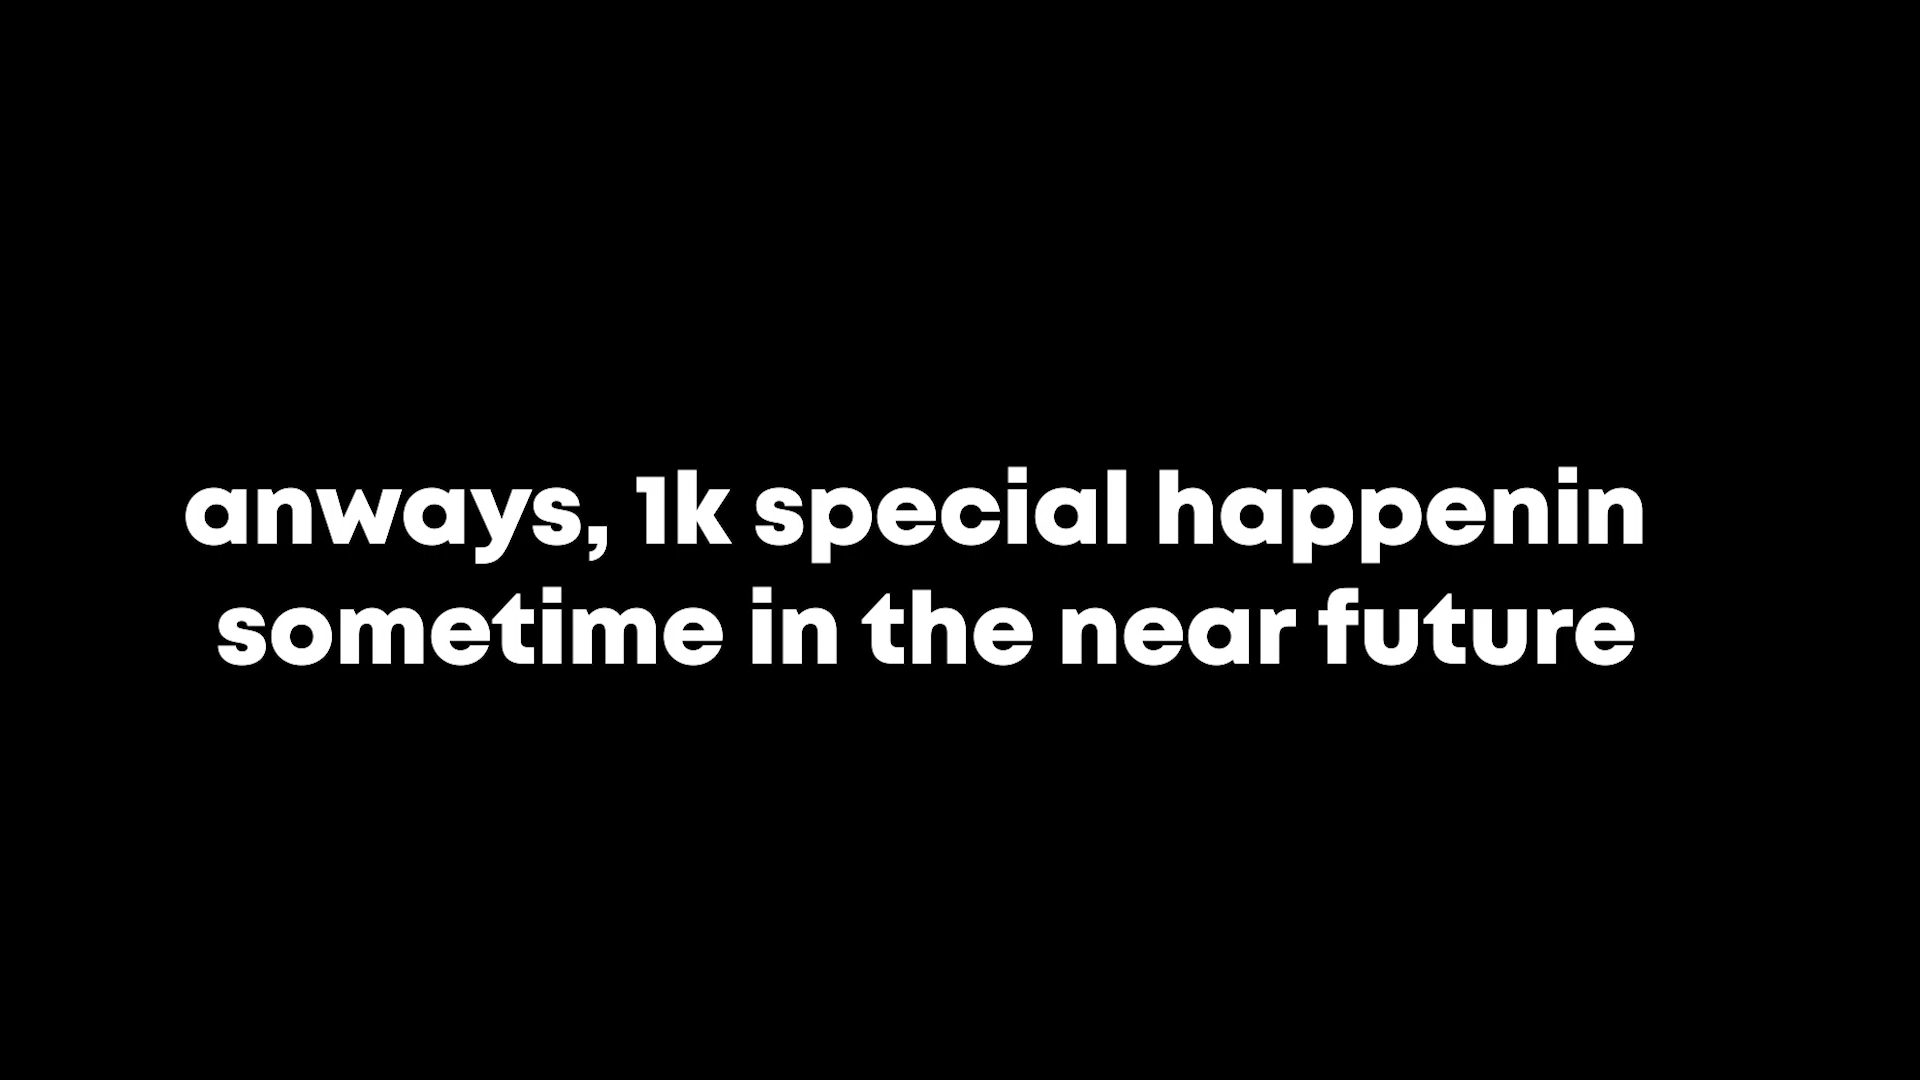 anways, 1k special happenin
sometime in the near future